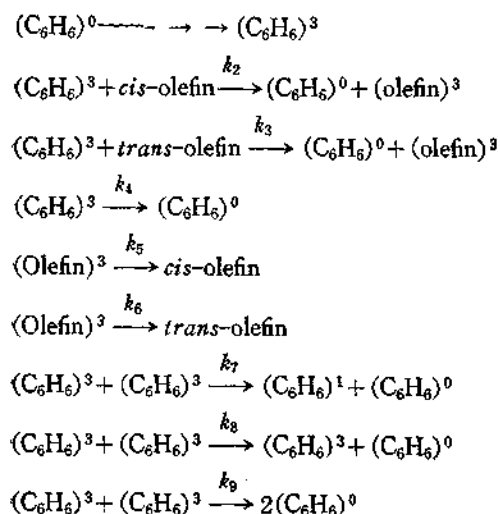 (C₆H₆)⁰ ——→ → → (C₆H₆)³
(C₆H₆)³ + cis-olefin —k₂→ (C₆H₆)⁰ + (olefin)³
(C₆H₆)³ + trans-olefin —k₃→ (C₆H₆)⁰ + (olefin)³
(C₆H₆)³ —k₄→ (C₆H₆)⁰
(Olefin)³ —k₅→ cis-olefin
(Olefin)³ —k₆→ trans-olefin
(C₆H₆)³ + (C₆H₆)³ —k₇→ (C₆H₆)¹ + (C₆H₆)⁰
(C₆H₆)³ + (C₆H₆)³ —k₈→ (C₆H₆)³ + (C₆H₆)⁰
(C₆H₆)³ + (C₆H₆)³ —k₉→ 2(C₆H₆)⁰